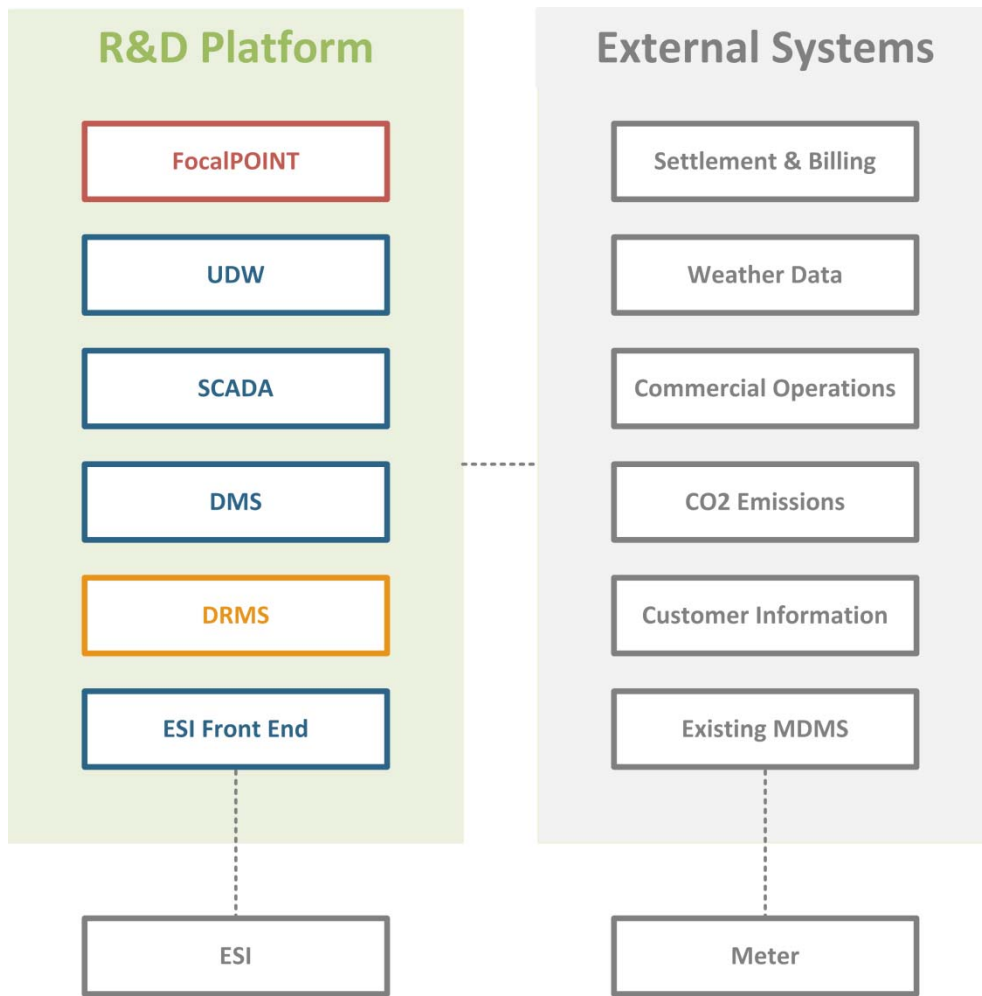 R&D Platform
FocalPOINT
UDW
SCADA
DMS
DRMS
ESI Front End
ESI
External Systems
Settlement & Billing
Weather Data
Commercial Operations
CO2 Emissions
Customer Information
Existing MDMS
Meter